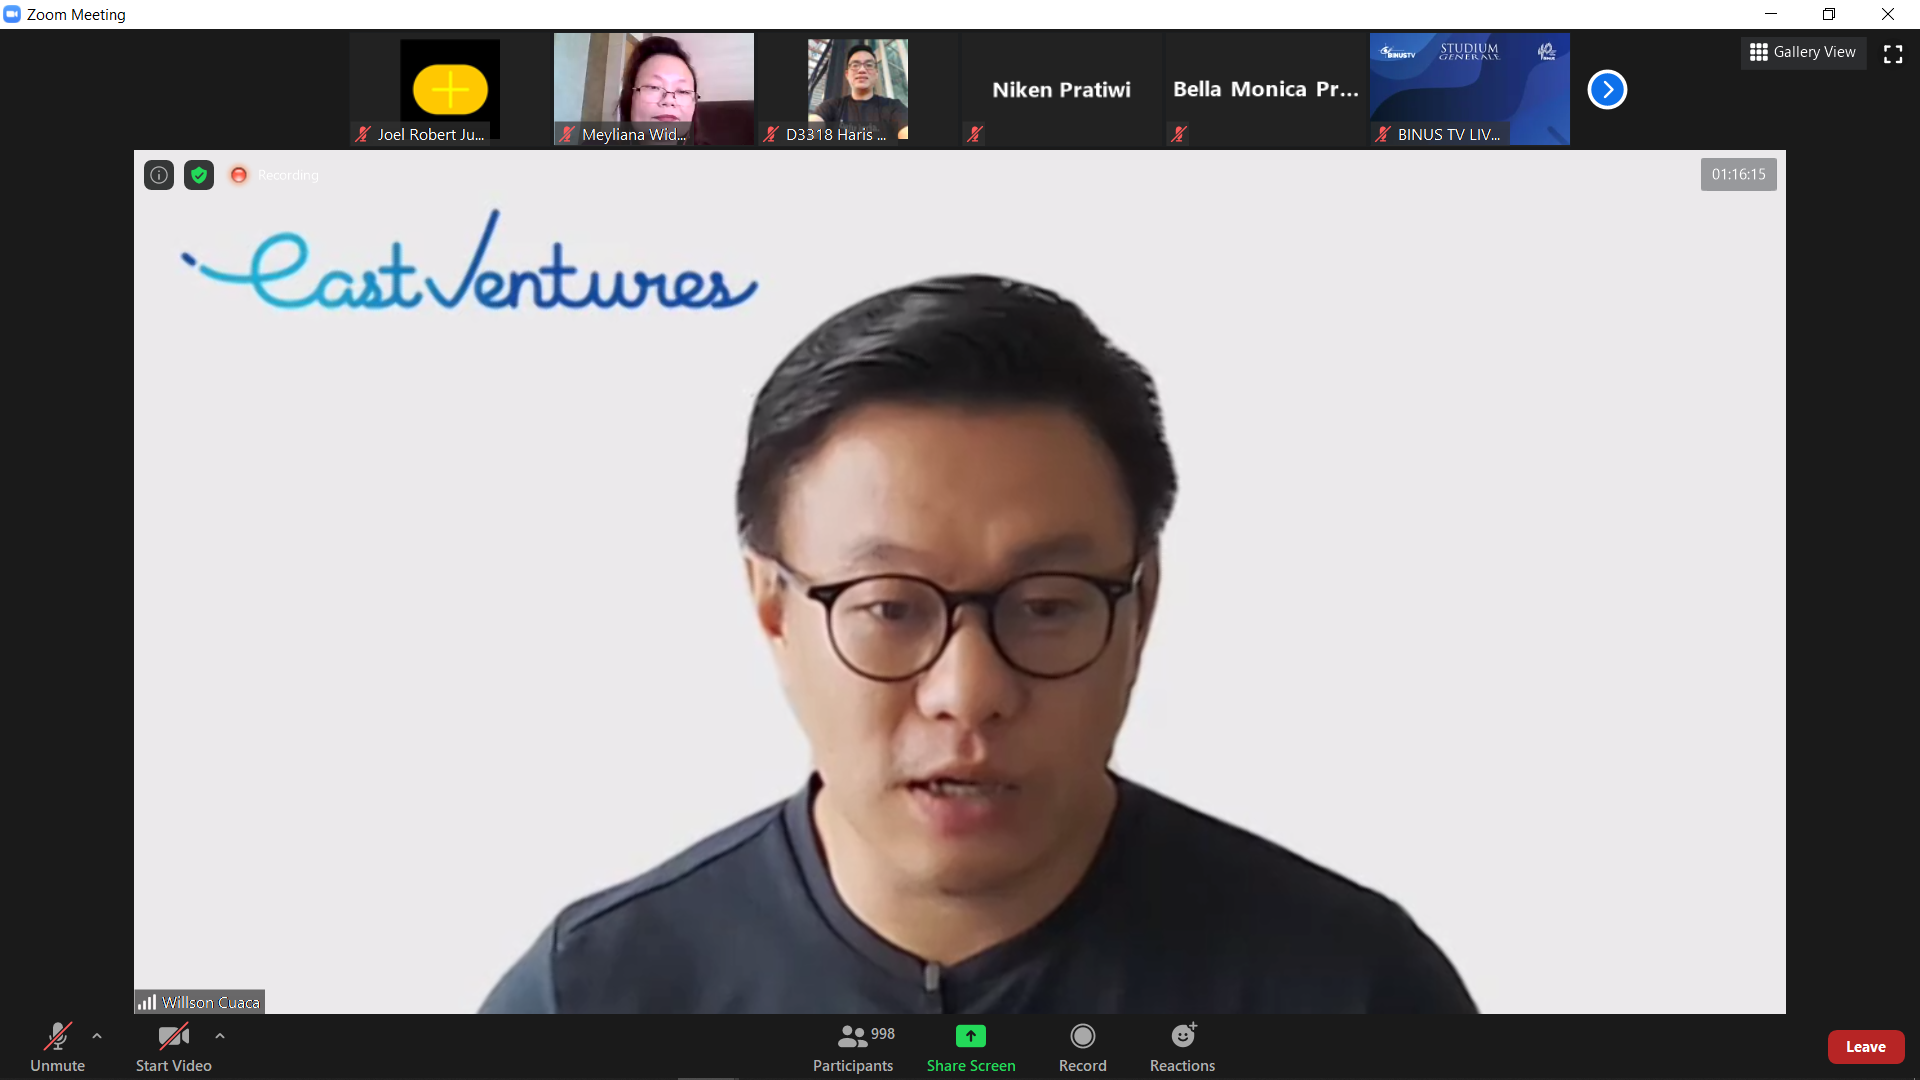 Zoom Meeting
Joel Robert Ju...
Meyliana Wid...
D3318 Haris ...
Niken Pratiwi
Bella Monica Pr...
BINUSTV
STUDIUM
GENERALE
40
BINUS TV LIV...
Gallery View
Recording
01:16:15
east ventures
Willson Cuaca
Unmute
Start Video
998
Participants
Share Screen
Record
Reactions
Leave